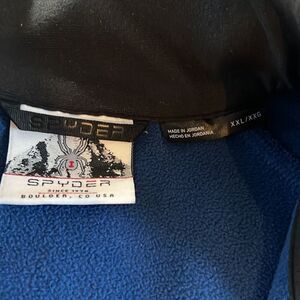 SPYDER
SPYDER
SINCE 1978
BOULDER, CO USA
MADE IN JORDAN
HECHO EN JORDANIA
XXL/XXG